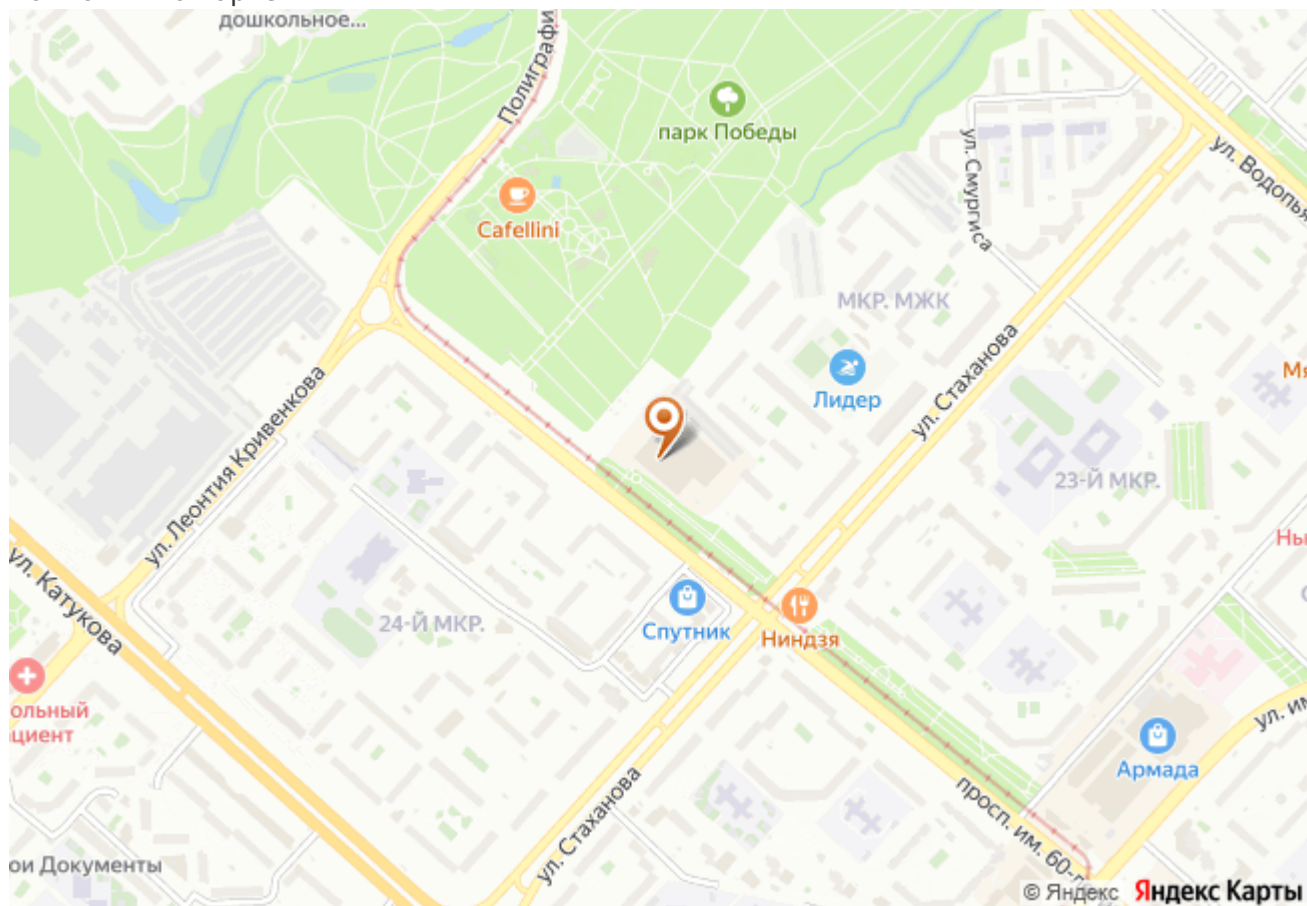 дошкольное...
Полиграфи
парк Победы
ул. Водопья
ул. Смургиса
Cafellini
МКР. МЖК
ул. Стаханова
Лидер
ул. Леонтия Кривенкова
23-Й МКР.
ул. Катукова
24-Й МКР.
Спутник
Ниндзя
ольный
циент
Армада
ул. им
просп. им. 60-л
ул. Стаханова
ои Документы
© Яндекс Яндекс Карты